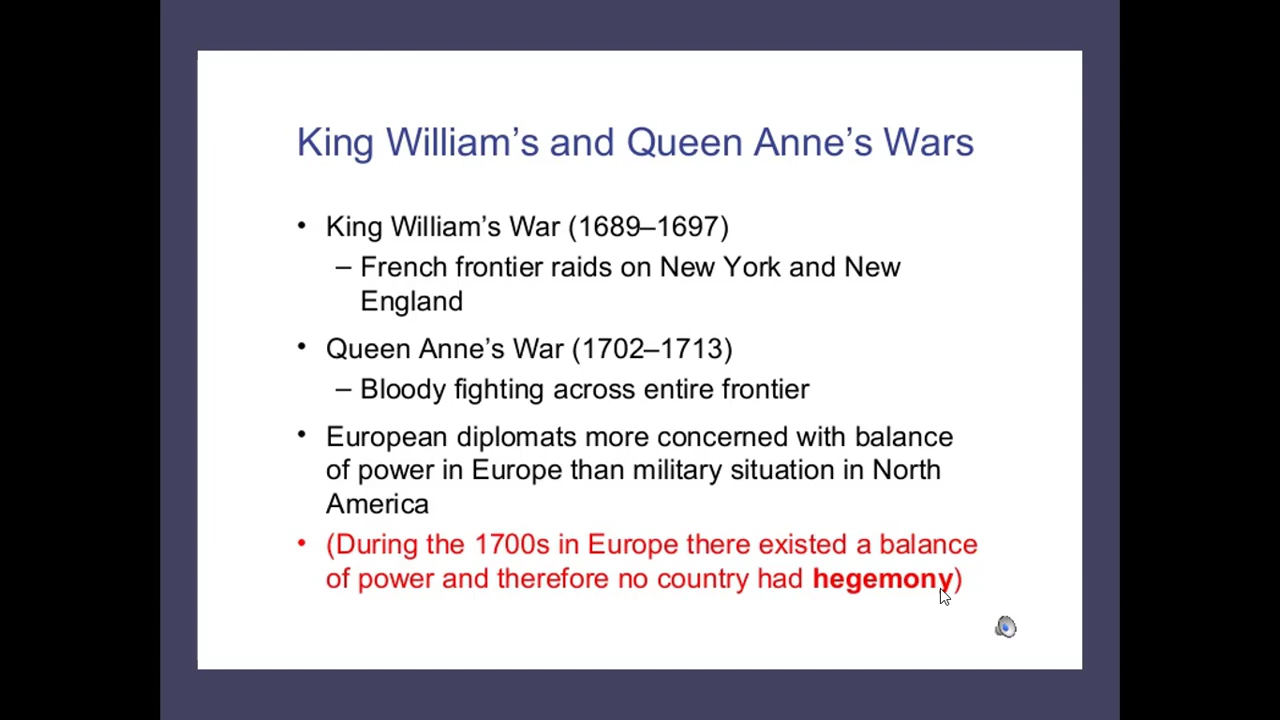 King William’s and Queen Anne’s Wars
• King William’s War (1689–1697)
– French frontier raids on New York and New
England
• Queen Anne’s War (1702–1713)
– Bloody fighting across entire frontier
• European diplomats more concerned with balance
of power in Europe than military situation in North
America
• (During the 1700s in Europe there existed a balance
of power and therefore no country had hegemony)